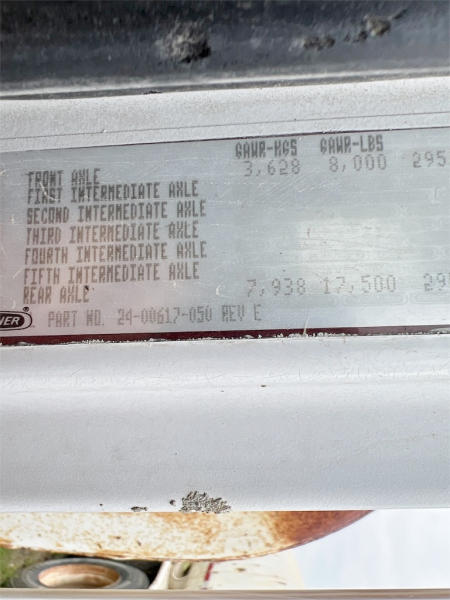 GAWR-KGS GAWR-LBS
FRONT AXLE 3,628 8,000 295
FIRST INTERMEDIATE AXLE
SECOND INTERMEDIATE AXLE
THIRD INTERMEDIATE AXLE
FOURTH INTERMEDIATE AXLE
FIFTH INTERMEDIATE AXLE
REAR AXLE 7,938 17,500 29
NER PART NO. 24-00617-050 REV E